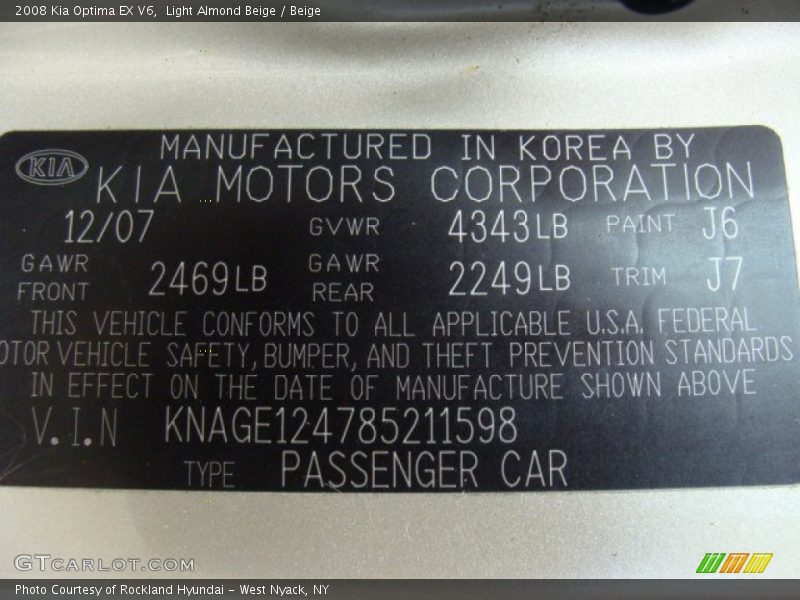 2008 Kia Optima EX V6,  Light Almond Beige / Beige
MANUFACTURED IN KOREA BY
KIA KIA MOTORS CORPORATION
12/07 GVWR 4343LB PAINT J6
GAWR FRONT 2469LB GAWR REAR 2249LB TRIM J7
THIS VEHICLE CONFORMS TO ALL APPLICABLE U.S.A. FEDERAL
OTOR VEHICLE SAFETY, BUMPER, AND THEFT PREVENTION STANDARDS
IN EFFECT ON THE DATE OF MANUFACTURE SHOWN ABOVE
V.I.N KNAGE124785211598
TYPE PASSENGER CAR
GTCARLOT.COM
Photo Courtesy of Rockland Hyundai - West Nyack, NY